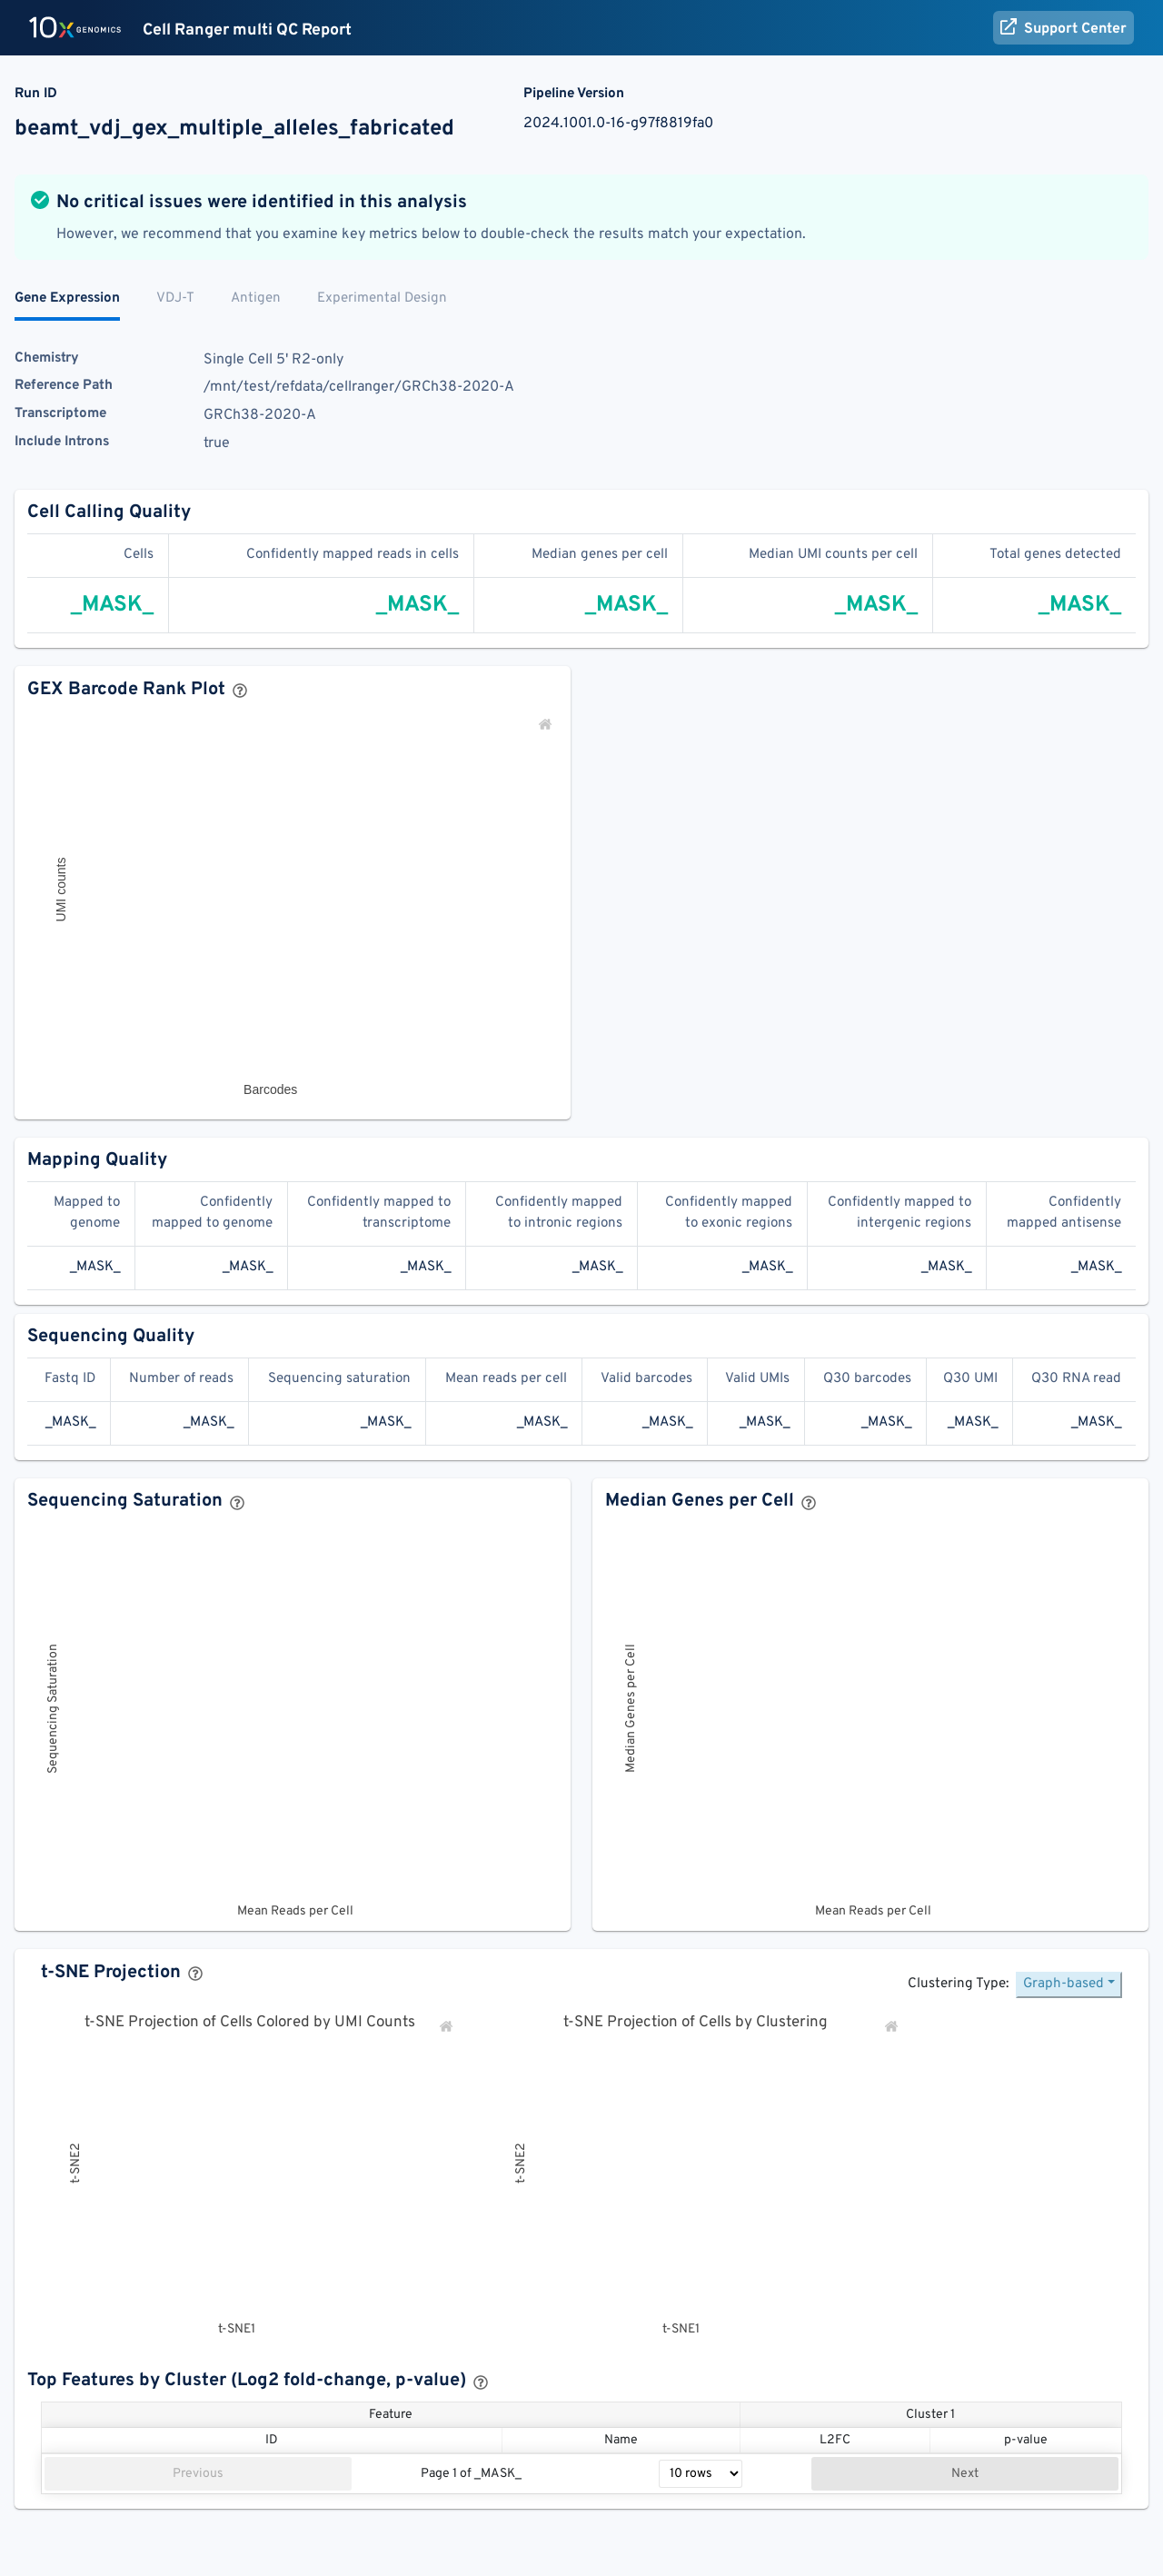 10x GENOMICS Cell Ranger multi QC Report Support Center
Run ID Pipeline Version
beamt_vdj_gex_multiple_alleles_fabricated 2024.1001.0-16-g97f8819fa0
No critical issues were identified in this analysis
However, we recommend that you examine key metrics below to double-check the results match your expectation.
Gene Expression VDJ-T Antigen Experimental Design
Chemistry Single Cell 5' R2-only
Reference Path /mnt/test/refdata/cellranger/GRCh38-2020-A
Transcriptome GRCh38-2020-A
Include Introns true
Cell Calling Quality
Cells Confidently mapped reads in cells Median genes per cell Median UMI counts per cell Total genes detected
_MASK_ _MASK_ _MASK_ _MASK_ _MASK_
GEX Barcode Rank Plot ?
UMI counts
Barcodes
Mapping Quality
Mapped to Confidently Confidently mapped to Confidently mapped Confidently mapped Confidently mapped to Confidently
genome mapped to genome transcriptome to intronic regions to exonic regions intergenic regions mapped antisense
_MASK_ _MASK_ _MASK_ _MASK_ _MASK_ _MASK_ _MASK_
Sequencing Quality
Fastq ID Number of reads Sequencing saturation Mean reads per cell Valid barcodes Valid UMIs Q30 barcodes Q30 UMI Q30 RNA read
_MASK_ _MASK_ _MASK_ _MASK_ _MASK_ _MASK_ _MASK_ _MASK_ _MASK_
Sequencing Saturation ?
Sequencing Saturation
Mean Reads per Cell
Median Genes per Cell ?
Median Genes per Cell
Mean Reads per Cell
t-SNE Projection ?
Clustering Type: Graph-based
t-SNE Projection of Cells Colored by UMI Counts
t-SNE2
t-SNE1
t-SNE Projection of Cells by Clustering
t-SNE2
t-SNE1
Top Features by Cluster (Log2 fold-change, p-value) ?
Feature Cluster 1
ID Name L2FC p-value
Previous Page 1 of _MASK_ 10 rows Next